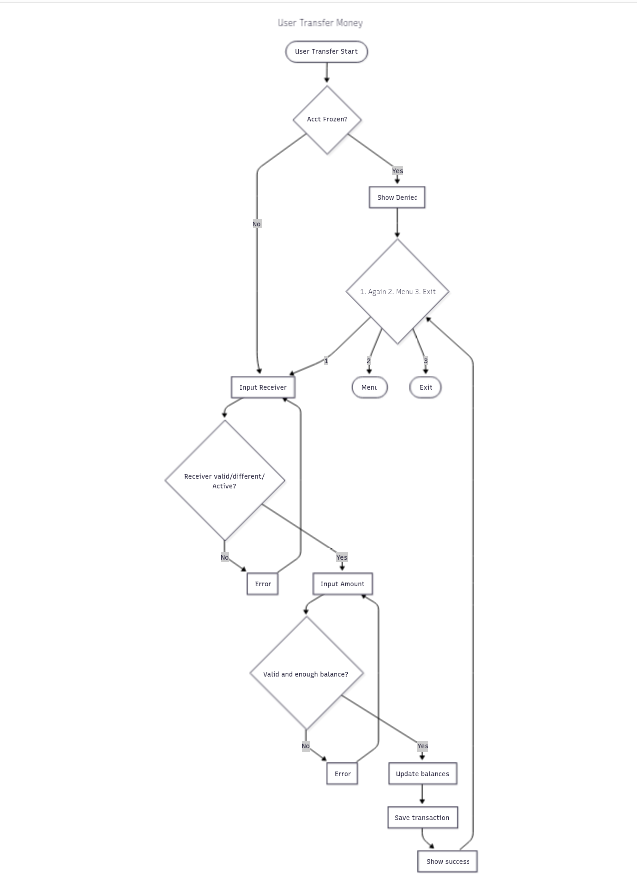 User Transfer Money
User Transfer Start
Acct Frozen?
Yes
Show Denied
No
1. Again 2. Menu 3. Exit
1
2
3
Input Receiver
Menu
Exit
Receiver valid/different/
Active?
No
Yes
Error
Input Amount
Valid and enough balance?
No
Yes
Error
Update balances
Save transaction
Show success